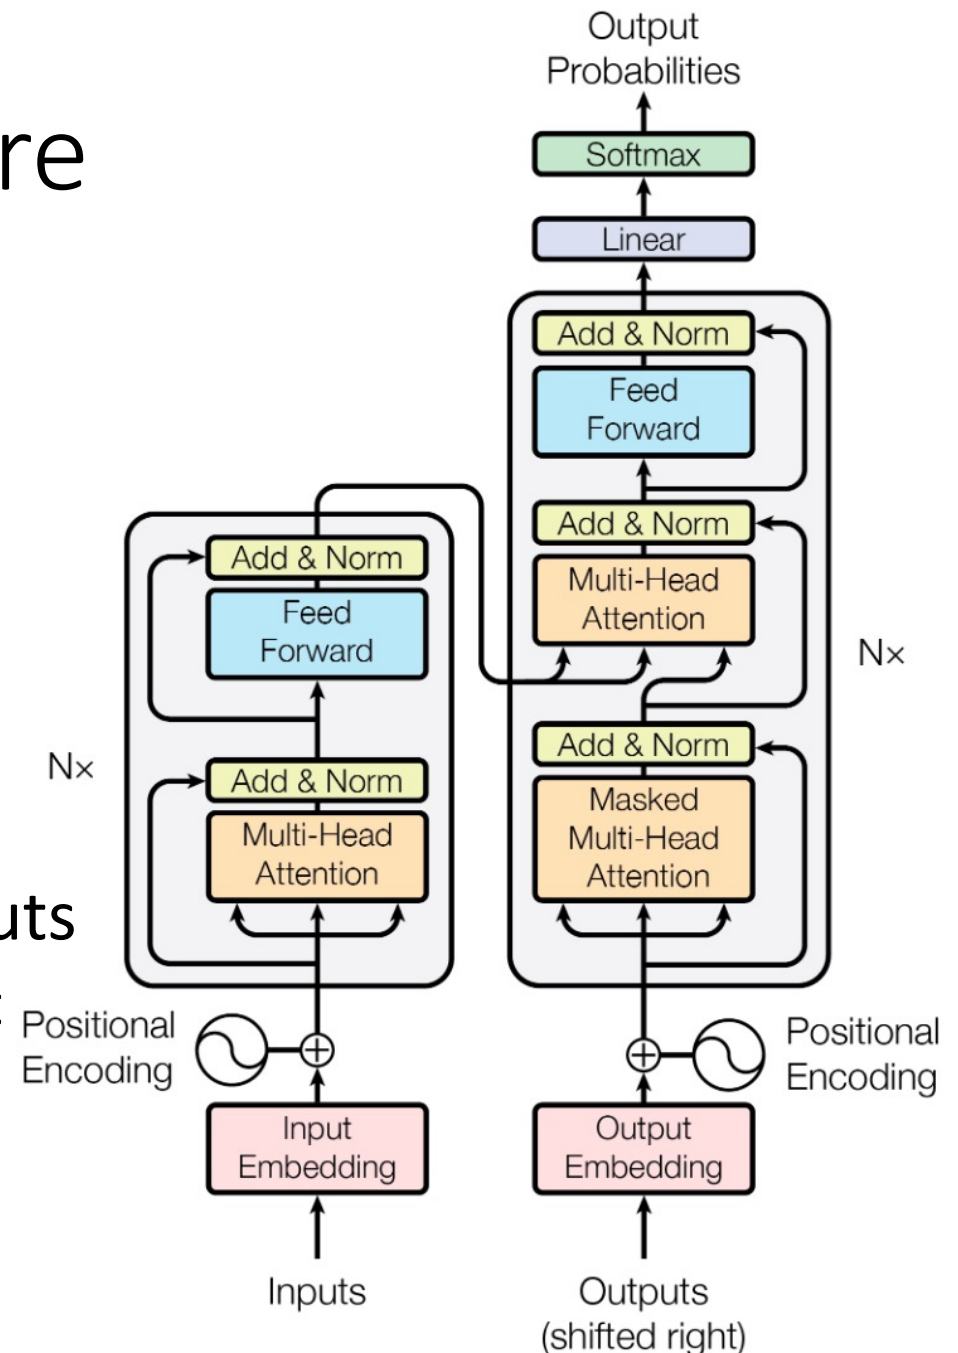 re
uts
Output
Probabilities
Softmax
Linear
Add & Norm
Feed
Forward
Add & Norm
Multi-Head
Attention
Add & Norm
Masked
Multi-Head
Attention
N×
Add & Norm
Feed
Forward
Add & Norm
Multi-Head
Attention
N×
Positional
Encoding
Positional
Encoding
Input
Embedding
Output
Embedding
Inputs
Outputs
(shifted right)